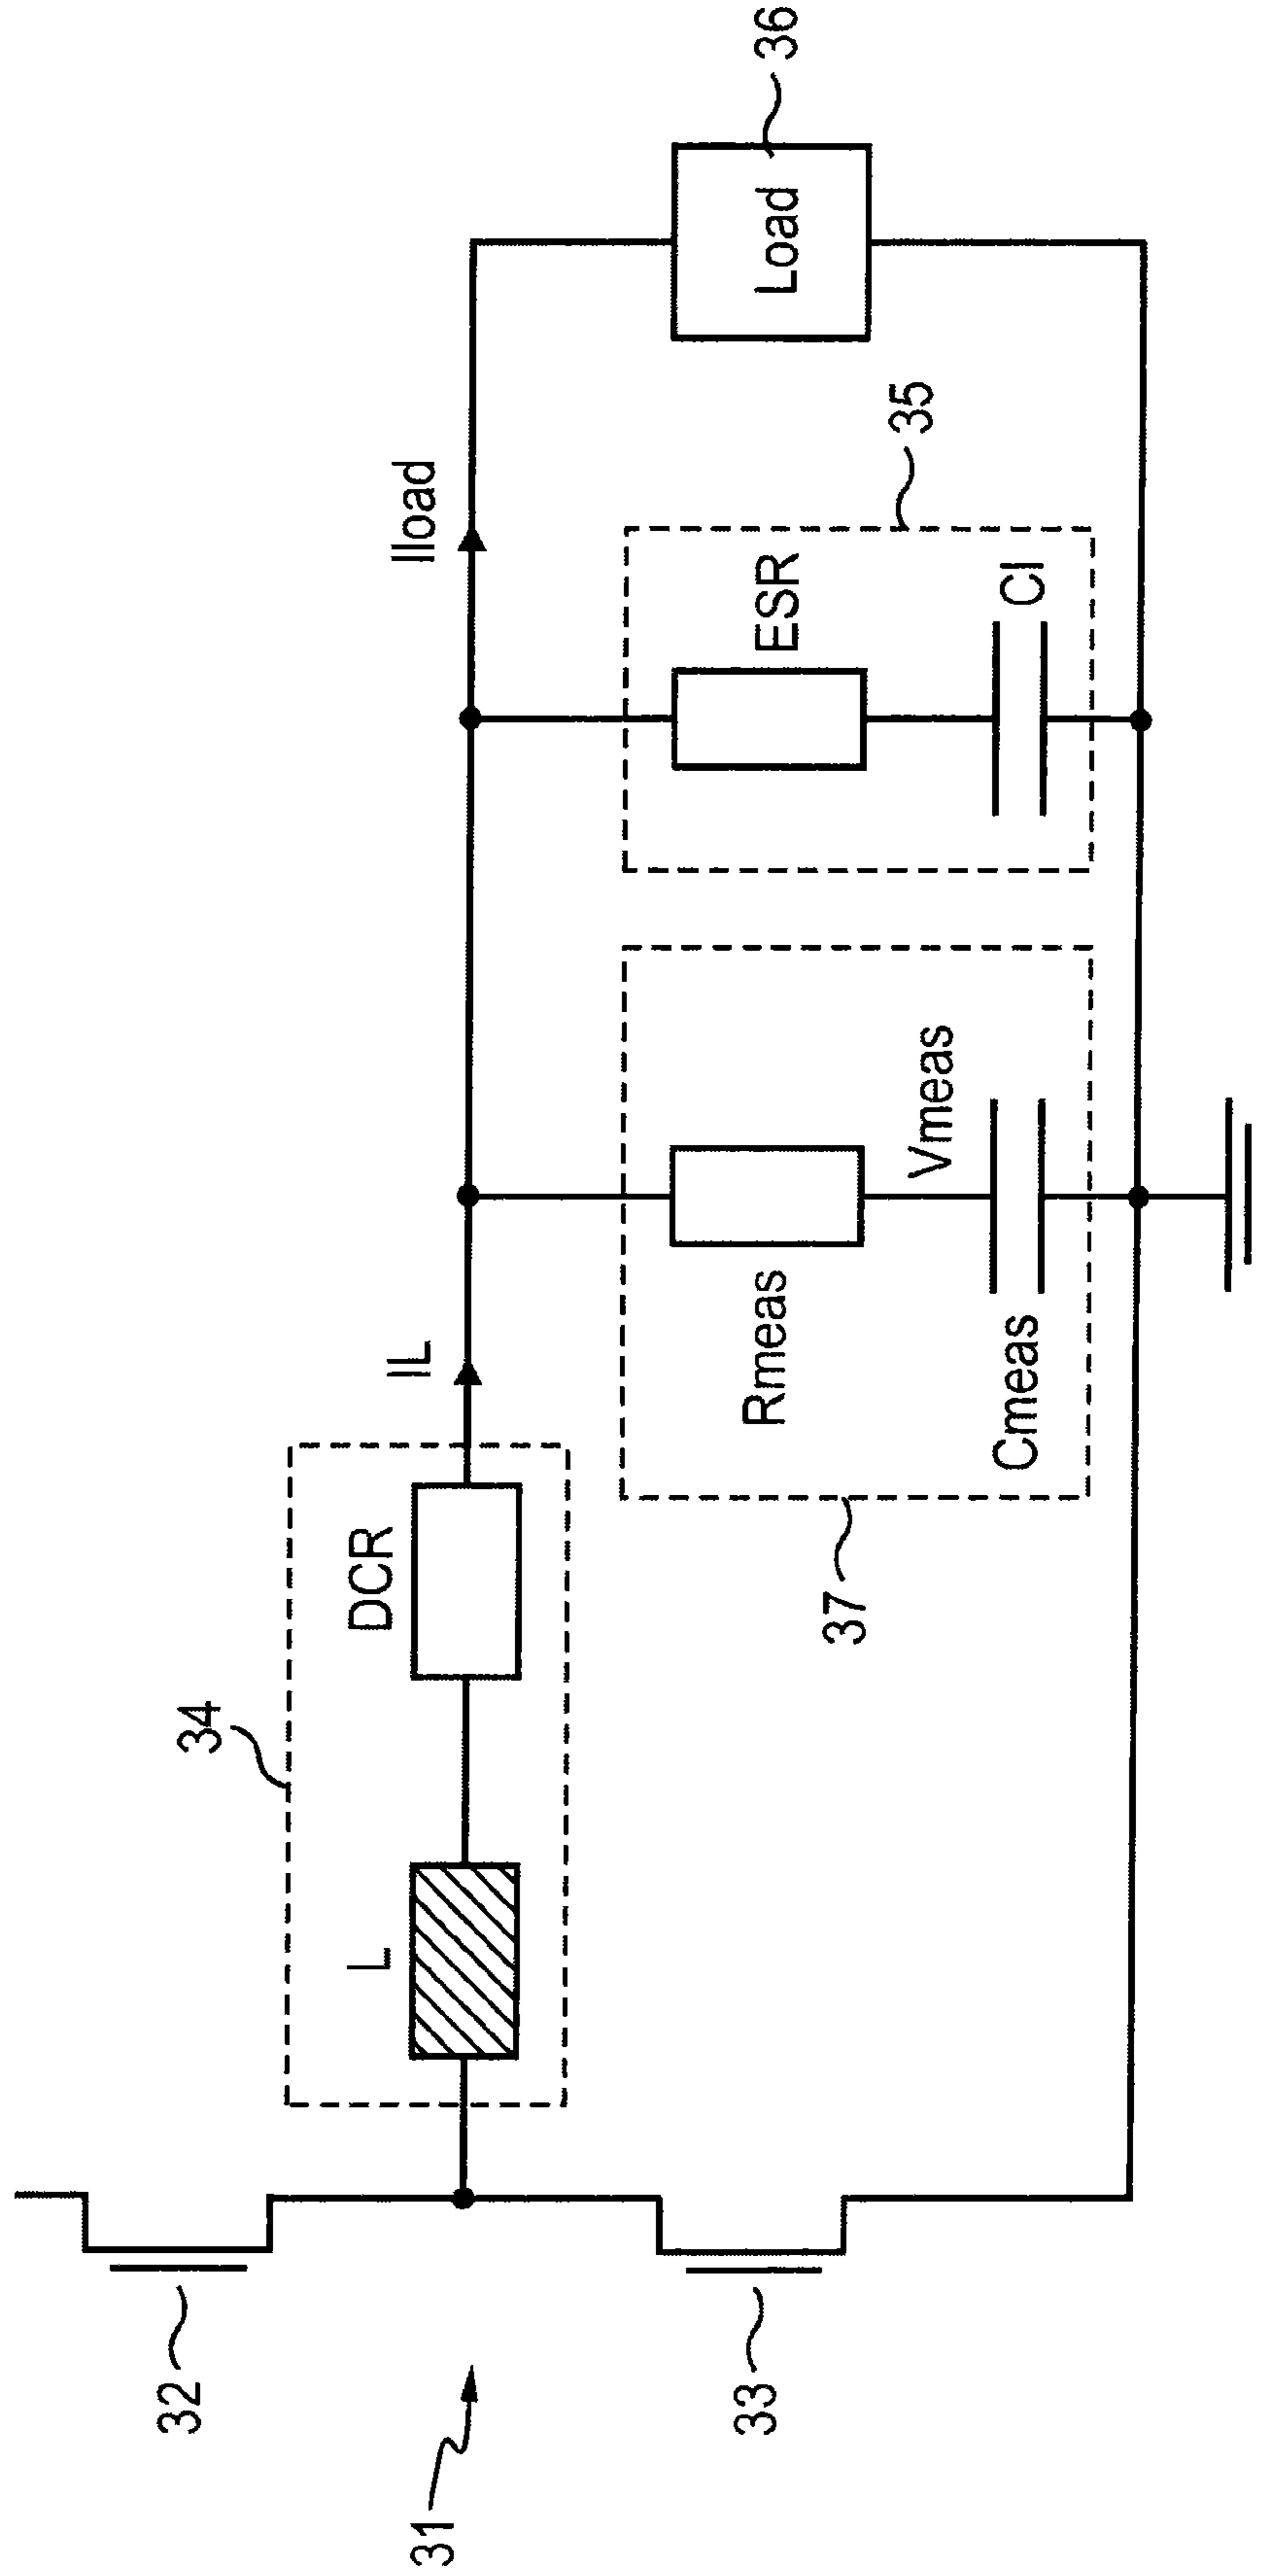 31
32
33
34
L
DCR
IL
Iload
37
Rmeas
Cmeas
Vmeas
35
ESR
Cl
Load
36